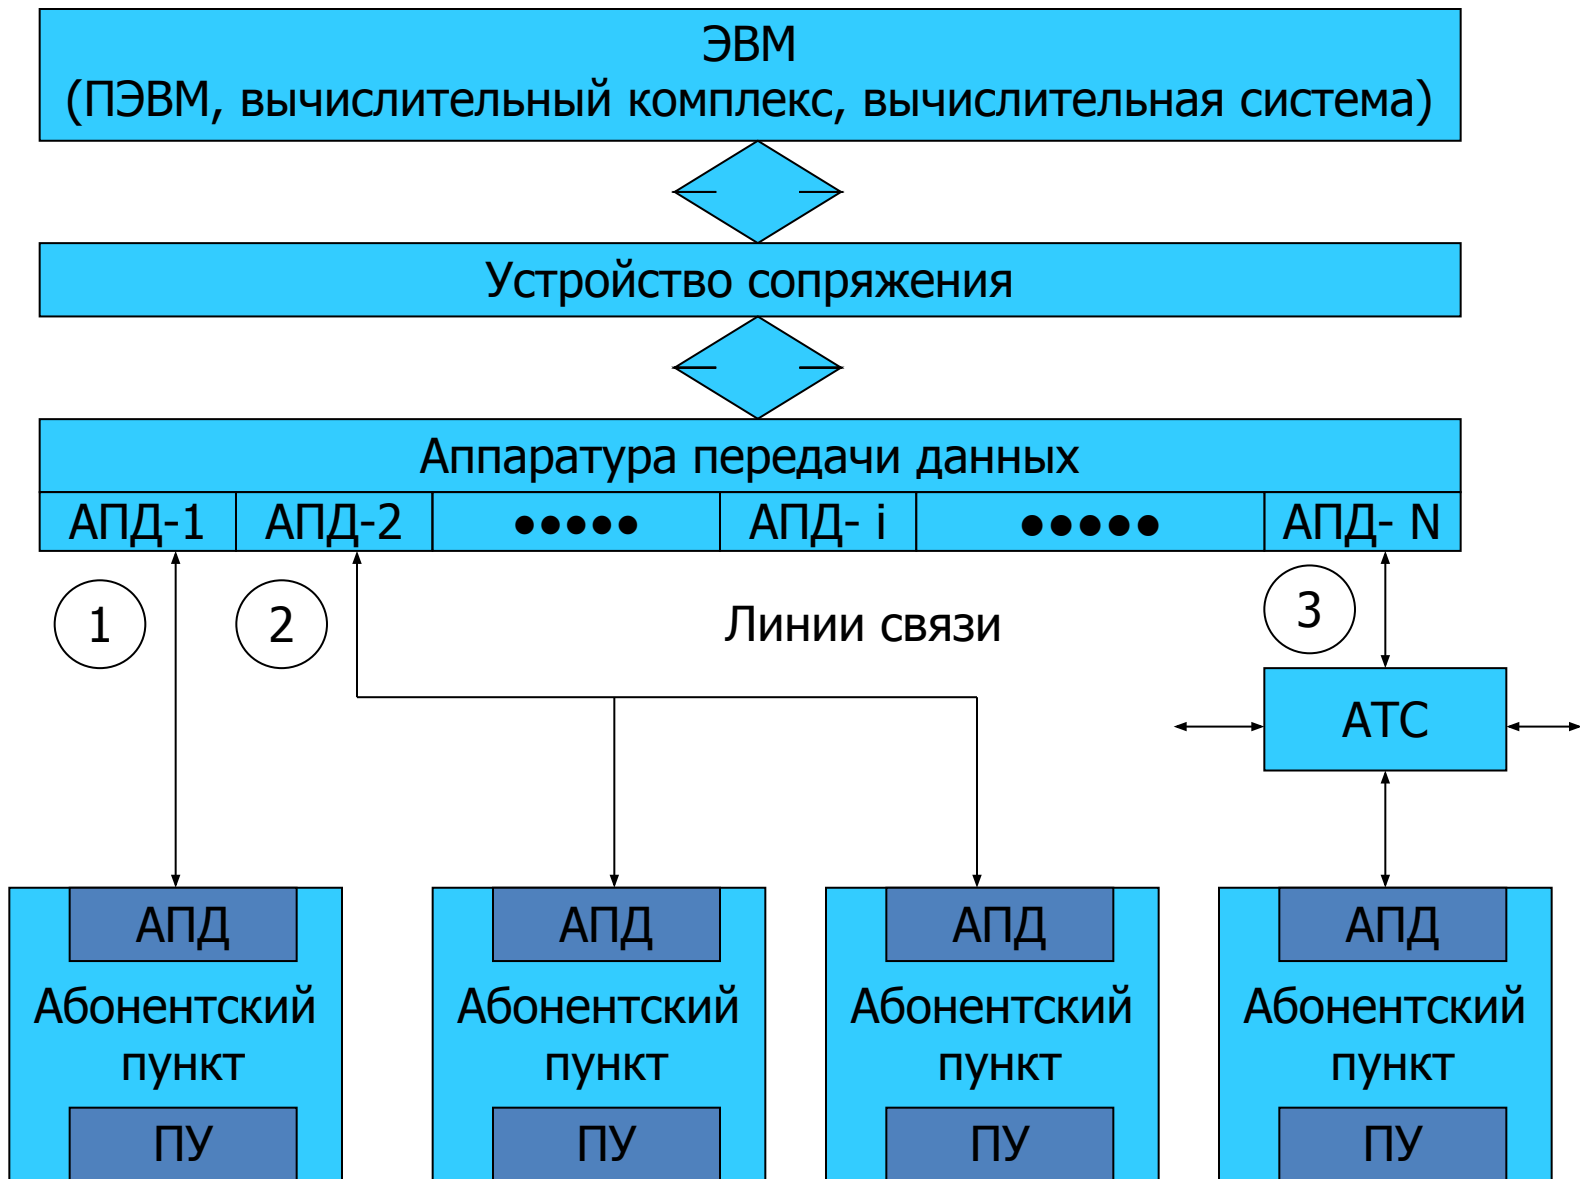 ЭВМ
(ПЭВМ, вычислительный комплекс, вычислительная система)
Устройство сопряжения
Аппаратура передачи данных
АПД-1 АПД-2 ●●●●● АПД- i ●●●●● АПД- N
1 2 Линии связи 3
АТС
АПД АПД АПД АПД
Абонентский Абонентский Абонентский Абонентский
пункт пункт пункт пункт
ПУ ПУ ПУ ПУ